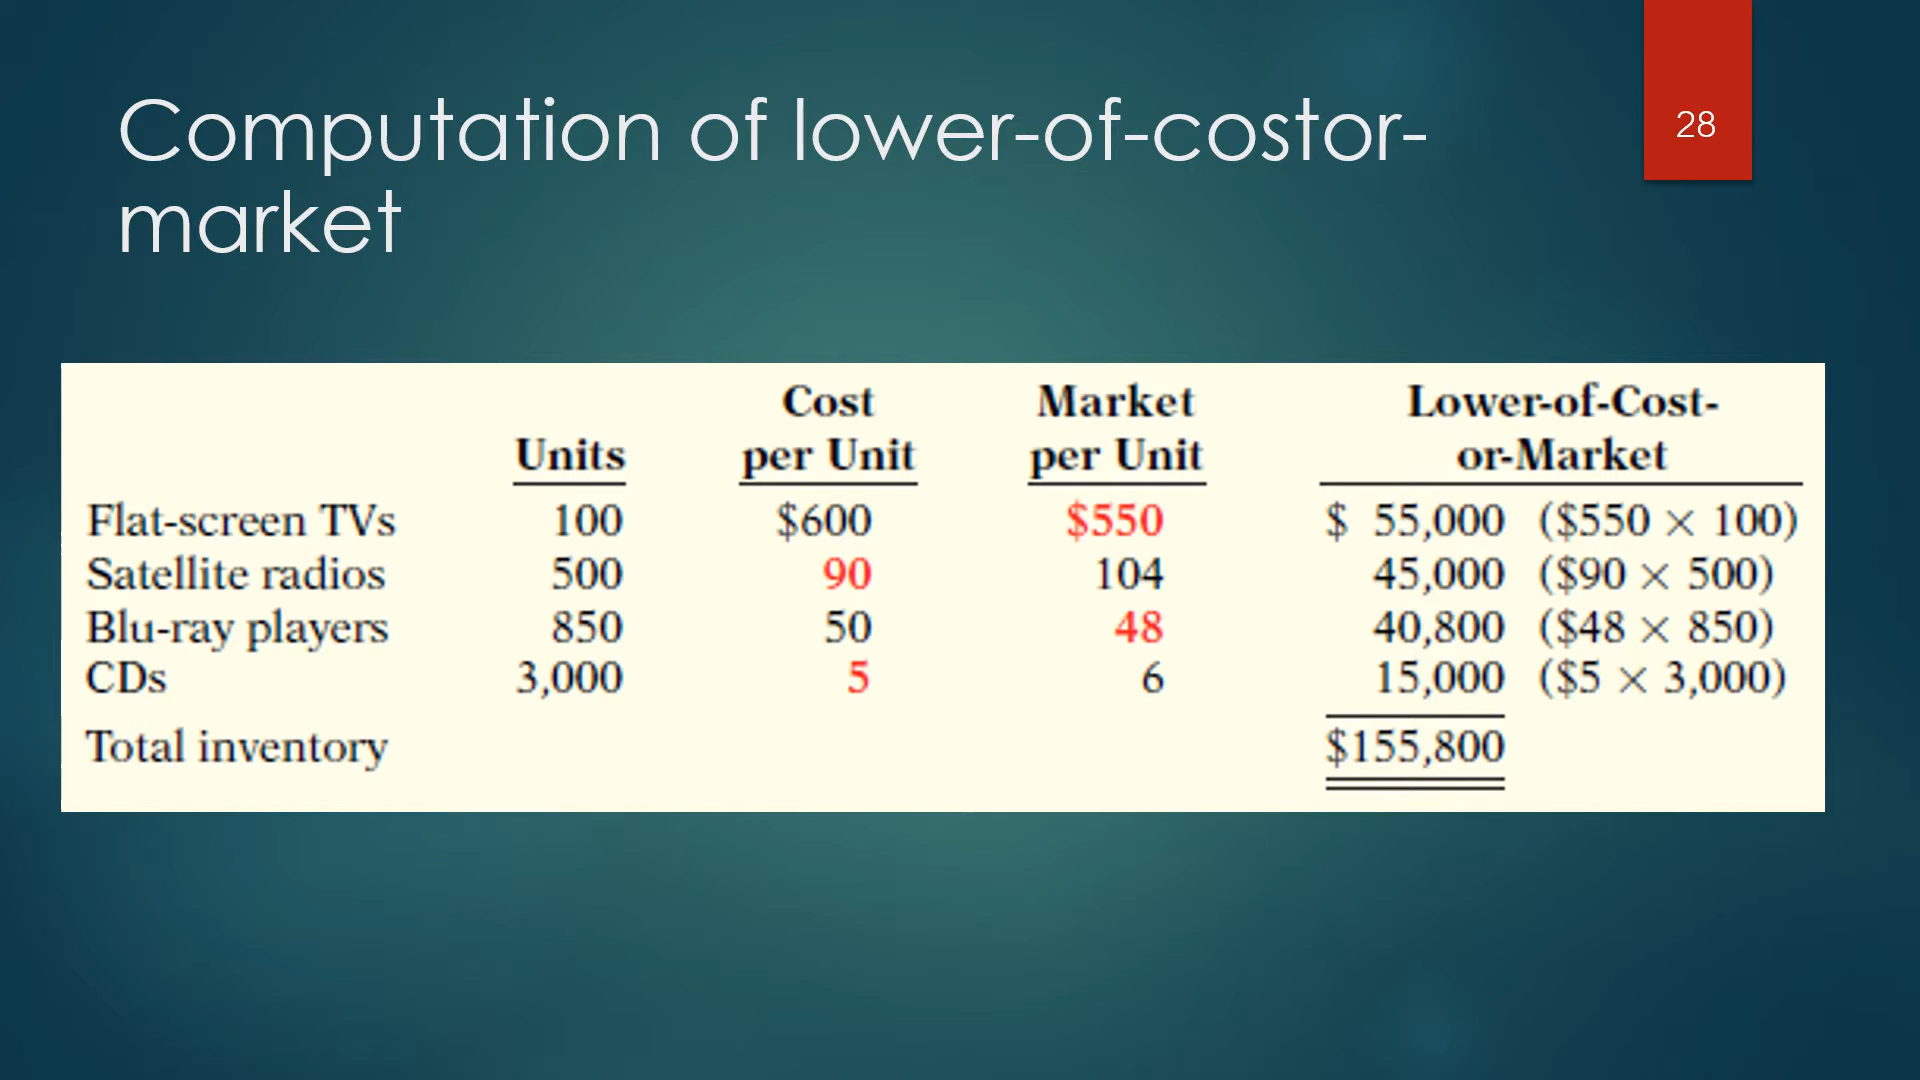 Computation of lower-of-costor-
market
28
Cost Market Lower-of-Cost-
Units per Unit per Unit or-Market
Flat-screen TVs 100 $600 $550 $ 55,000 ($550 × 100)
Satellite radios 500 90 104 45,000 ($90 × 500)
Blu-ray players 850 50 48 40,800 ($48 × 850)
CDs 3,000 5 6 15,000 ($5 × 3,000)
Total inventory $155,800